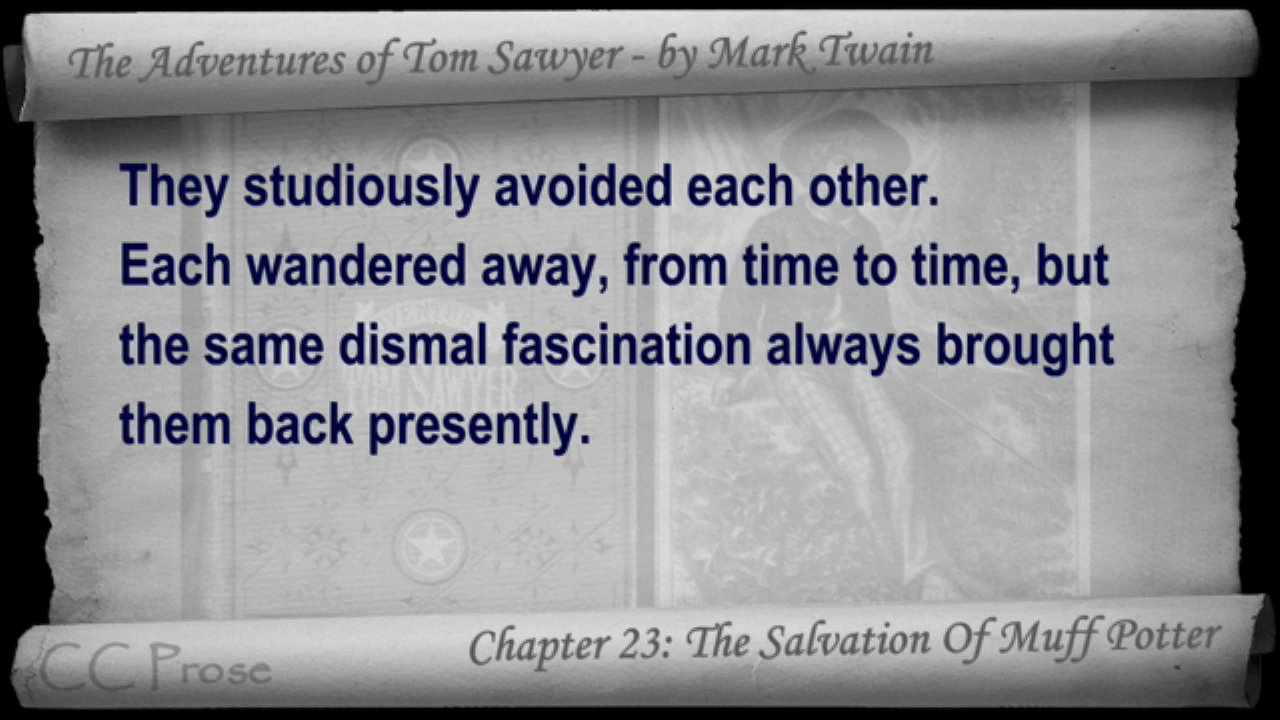 The Adventures of Tom Sawyer - by Mark Twain
They studiously avoided each other.
Each wandered away, from time to time, but
the same dismal fascination always brought
them back presently.
TOM SAWYER
Chapter 23: The Salvation Of Muff Potter
CC Prose